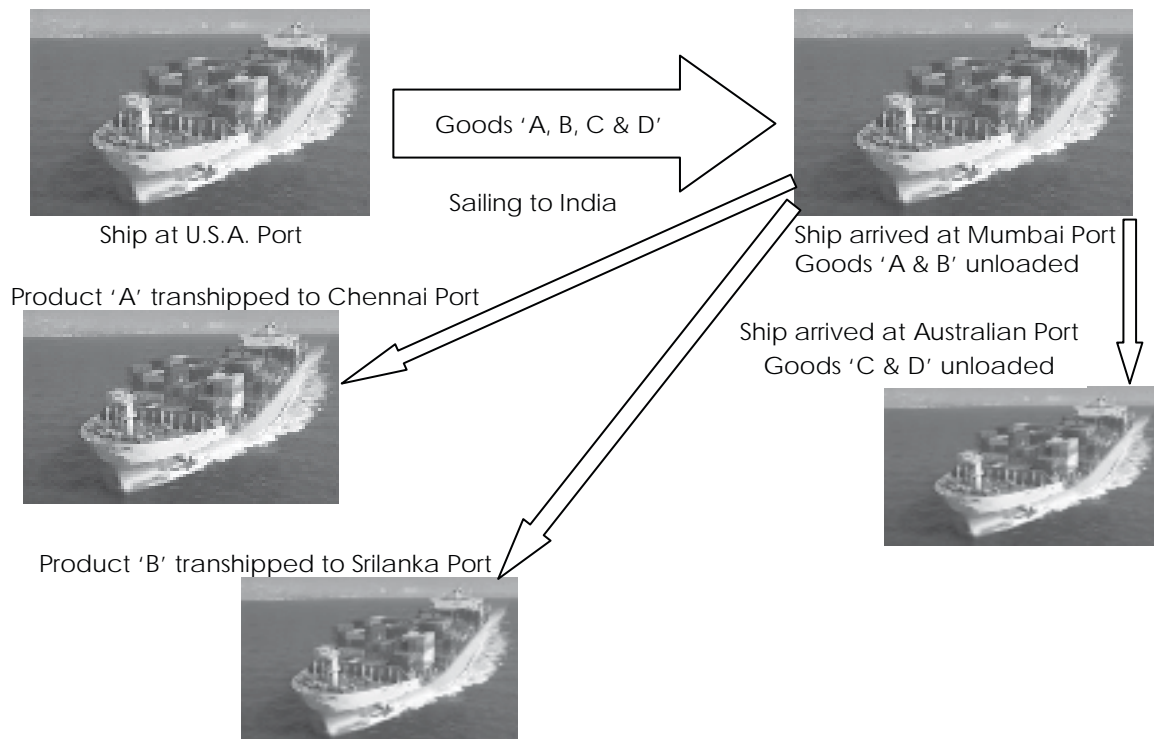 Goods ‘A, B, C & D’
Sailing to India
Ship at U.S.A. Port
Ship arrived at Mumbai Port
Goods ‘A & B’ unloaded
Product ‘A’ transhipped to Chennai Port
Ship arrived at Australian Port
Goods ‘C & D’ unloaded
Product ‘B’ transhipped to Srilanka Port